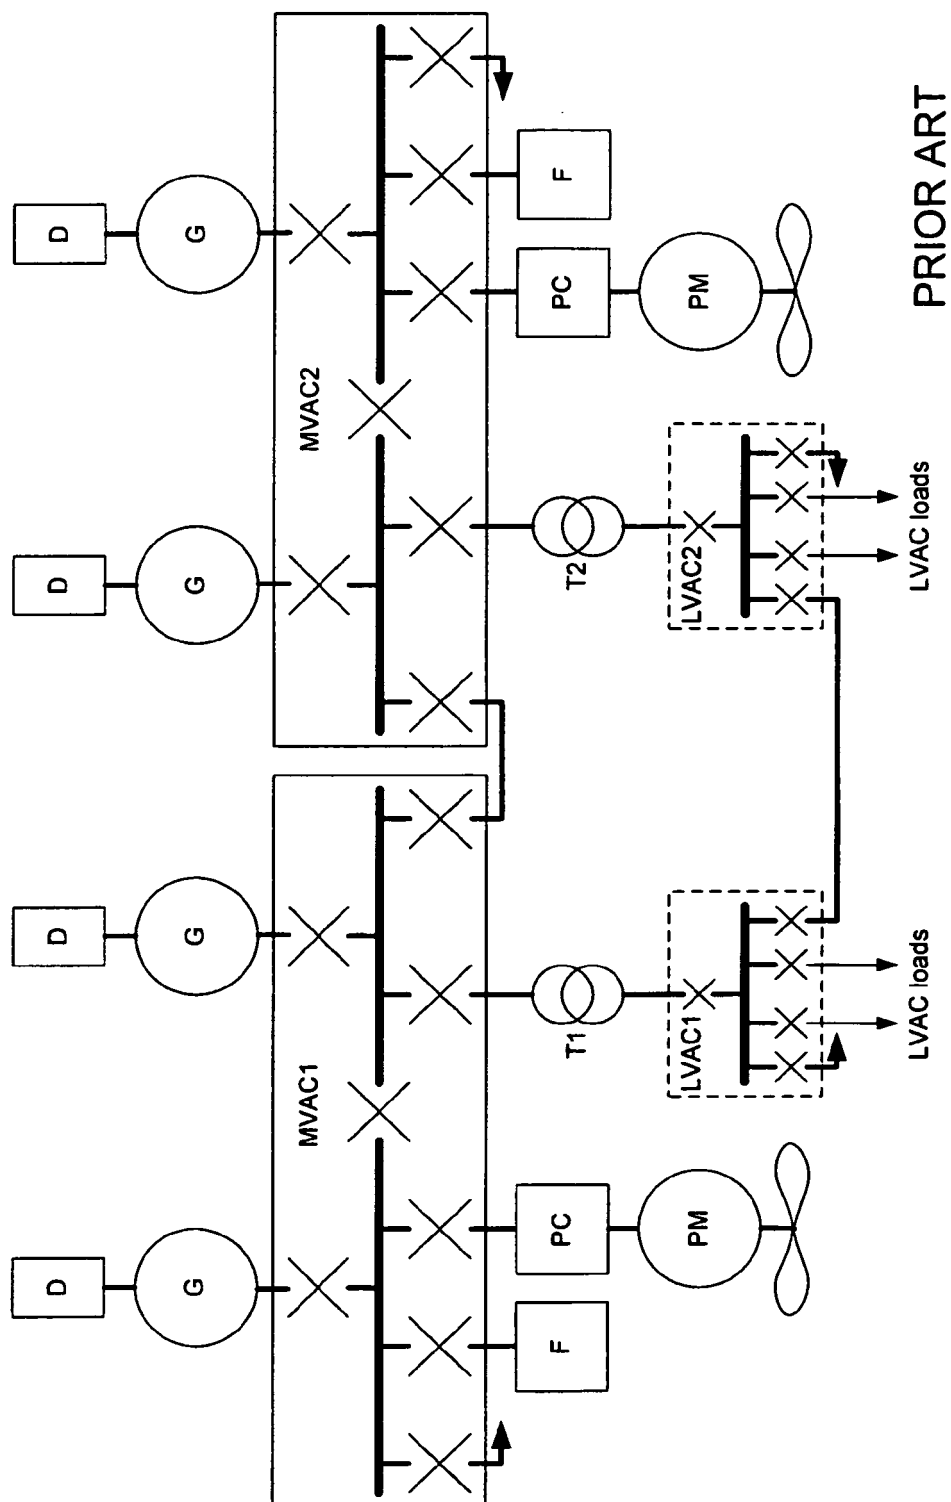 D
D
D
D
G
G
G
G
MVAC1
MVAC2
F
PC
T1
T2
PC
F
PM
LVAC1
LVAC2
PM
LVAC loads
LVAC loads
PRIOR ART